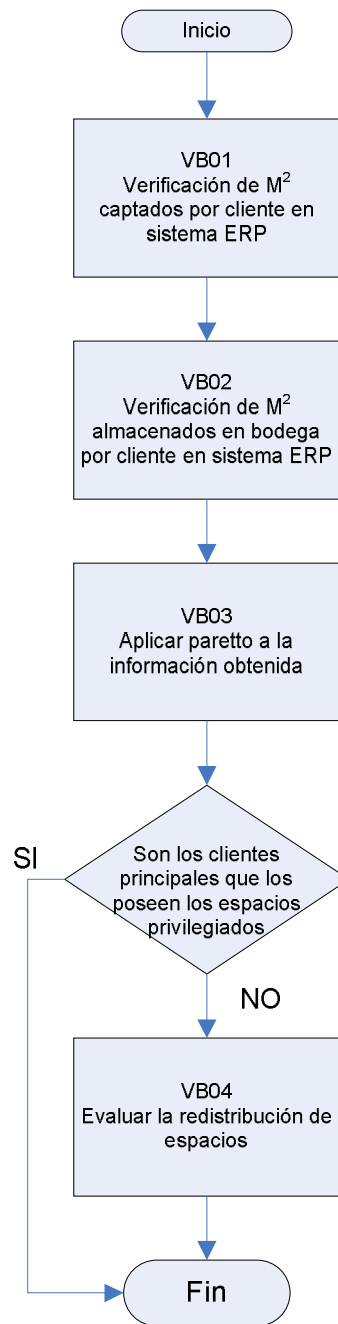 Inicio
VB01
Verificación de M²
captados por cliente en
sistema ERP
VB02
Verificación de M²
almacenados en bodega
por cliente en sistema ERP
VB03
Aplicar paretto a la
información obtenida
SI
Son los clientes
principales que los
poseen los espacios
privilegiados
NO
VB04
Evaluar la redistribución de
espacios
Fin